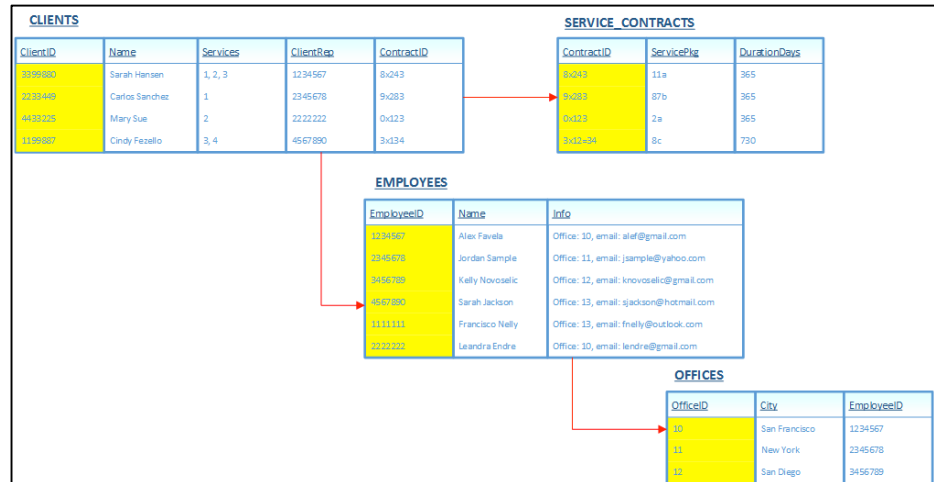 CLIENTS
ClientID Name Services ClientRep ContractID
3399880 Sarah Hansen 1, 2, 3 1234567 8x243
2233449 Carlos Sanchez 1 2345678 9x283
4433225 Mary Sue 2 2222222 0x123
1199887 Cindy Fezello 3, 4 4567890 3x134
SERVICE_CONTRACTS
ContractID ServicePkg DurationDays
8x243 11a 365
9x283 87b 365
0x123 2a 365
3x12=34 8c 730
EMPLOYEES
EmployeeID Name Info
1234567 Alex Favela Office: 10, email: alef@gmail.com
2345678 Jordan Sample Office: 11, email: jsample@yahoo.com
3456789 Kelly Novoselic Office: 12, email: knovoselic@gmail.com
4567890 Sarah Jackson Office: 13, email: sjackson@hotmail.com
1111111 Francisco Nelly Office: 13, email: fnelly@outlook.com
2222222 Leandra Endre Office: 10, email: lendre@gmail.com
OFFICES
OfficeID City EmployeeID
10 San Francisco 1234567
11 New York 2345678
12 San Diego 3456789